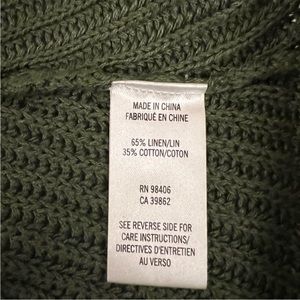 MADE IN CHINA
FABRIQUÉ EN CHINE
65% LINEN/LIN
35% COTTON/COTON
RN 98406
CA 39862
SEE REVERSE SIDE FOR
CARE INSTRUCTIONS/
DIRECTIVES D'ENTRETIEN
AU VERSO